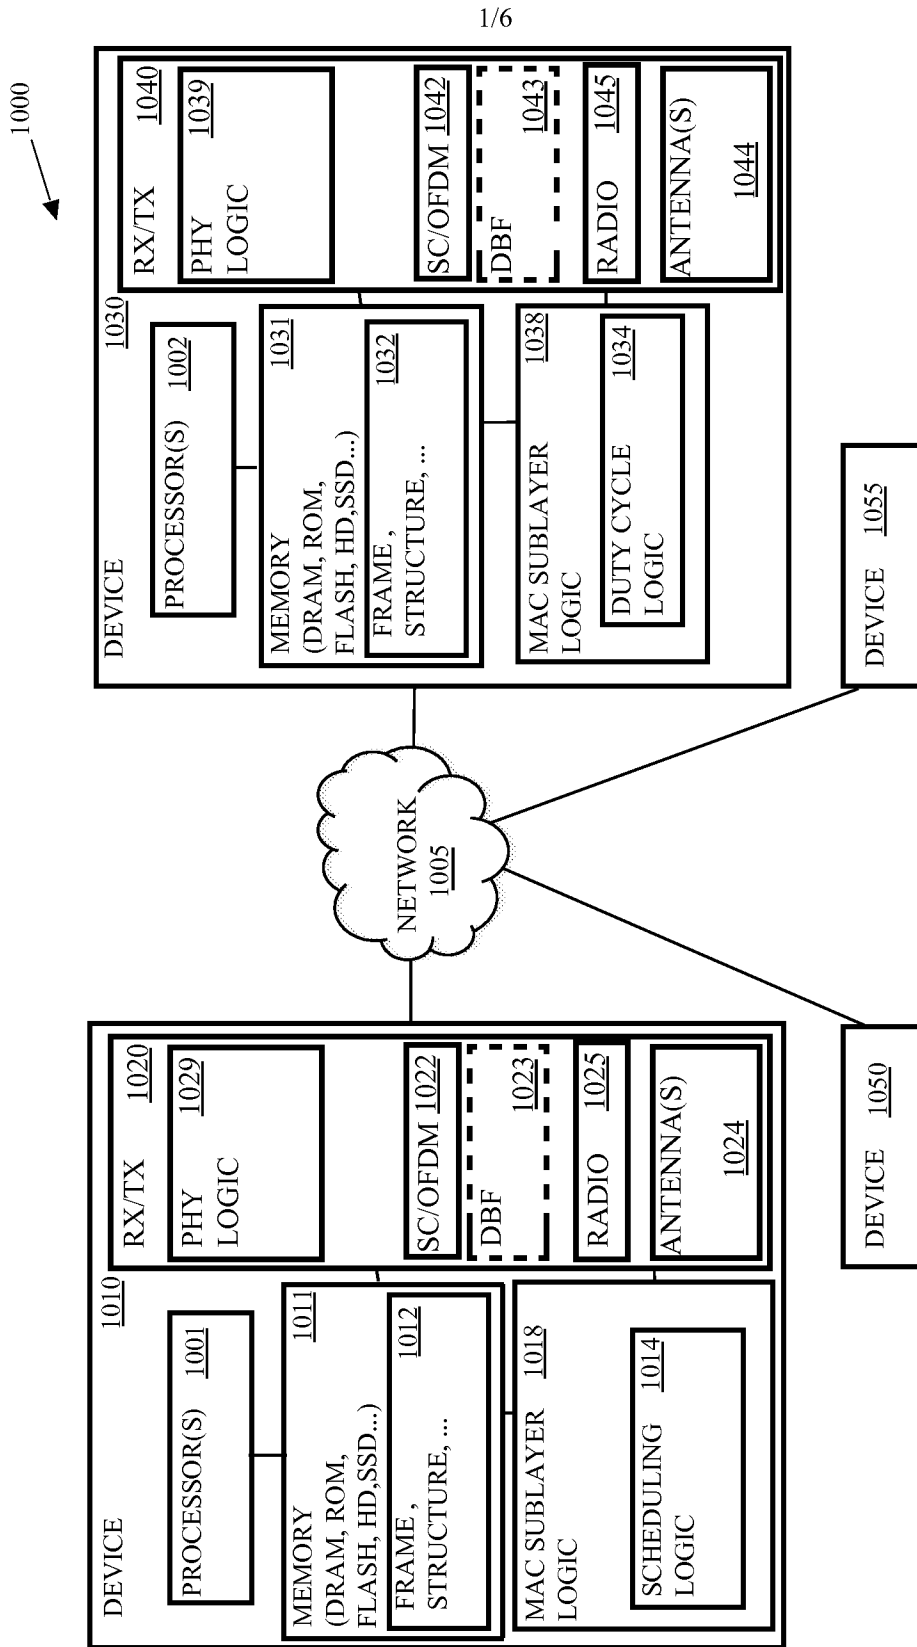 1/6
1000
DEVICE
1010
PROCESSOR(S)
1001
MEMORY
1011
(DRAM, ROM,
FLASH, HD,SSD...)
FRAME ,
1012
STRUCTURE, ...
MAC SUBLAYER
1018
LOGIC
SCHEDULING
1014
LOGIC
RX/TX
1020
PHY
1029
LOGIC
SC/OFDM 1022
DBF
1023
RADIO
1025
ANTENNA(S)
1024
NETWORK
1005
DEVICE
1030
PROCESSOR(S)
1002
MEMORY
1031
(DRAM, ROM,
FLASH, HD,SSD...)
FRAME ,
1032
STRUCTURE, ...
MAC SUBLAYER
1038
LOGIC
DUTY CYCLE
1034
LOGIC
RX/TX
1040
PHY
1039
LOGIC
SC/OFDM 1042
DBF
1043
RADIO
1045
ANTENNA(S)
1044
DEVICE 1050
DEVICE 1055